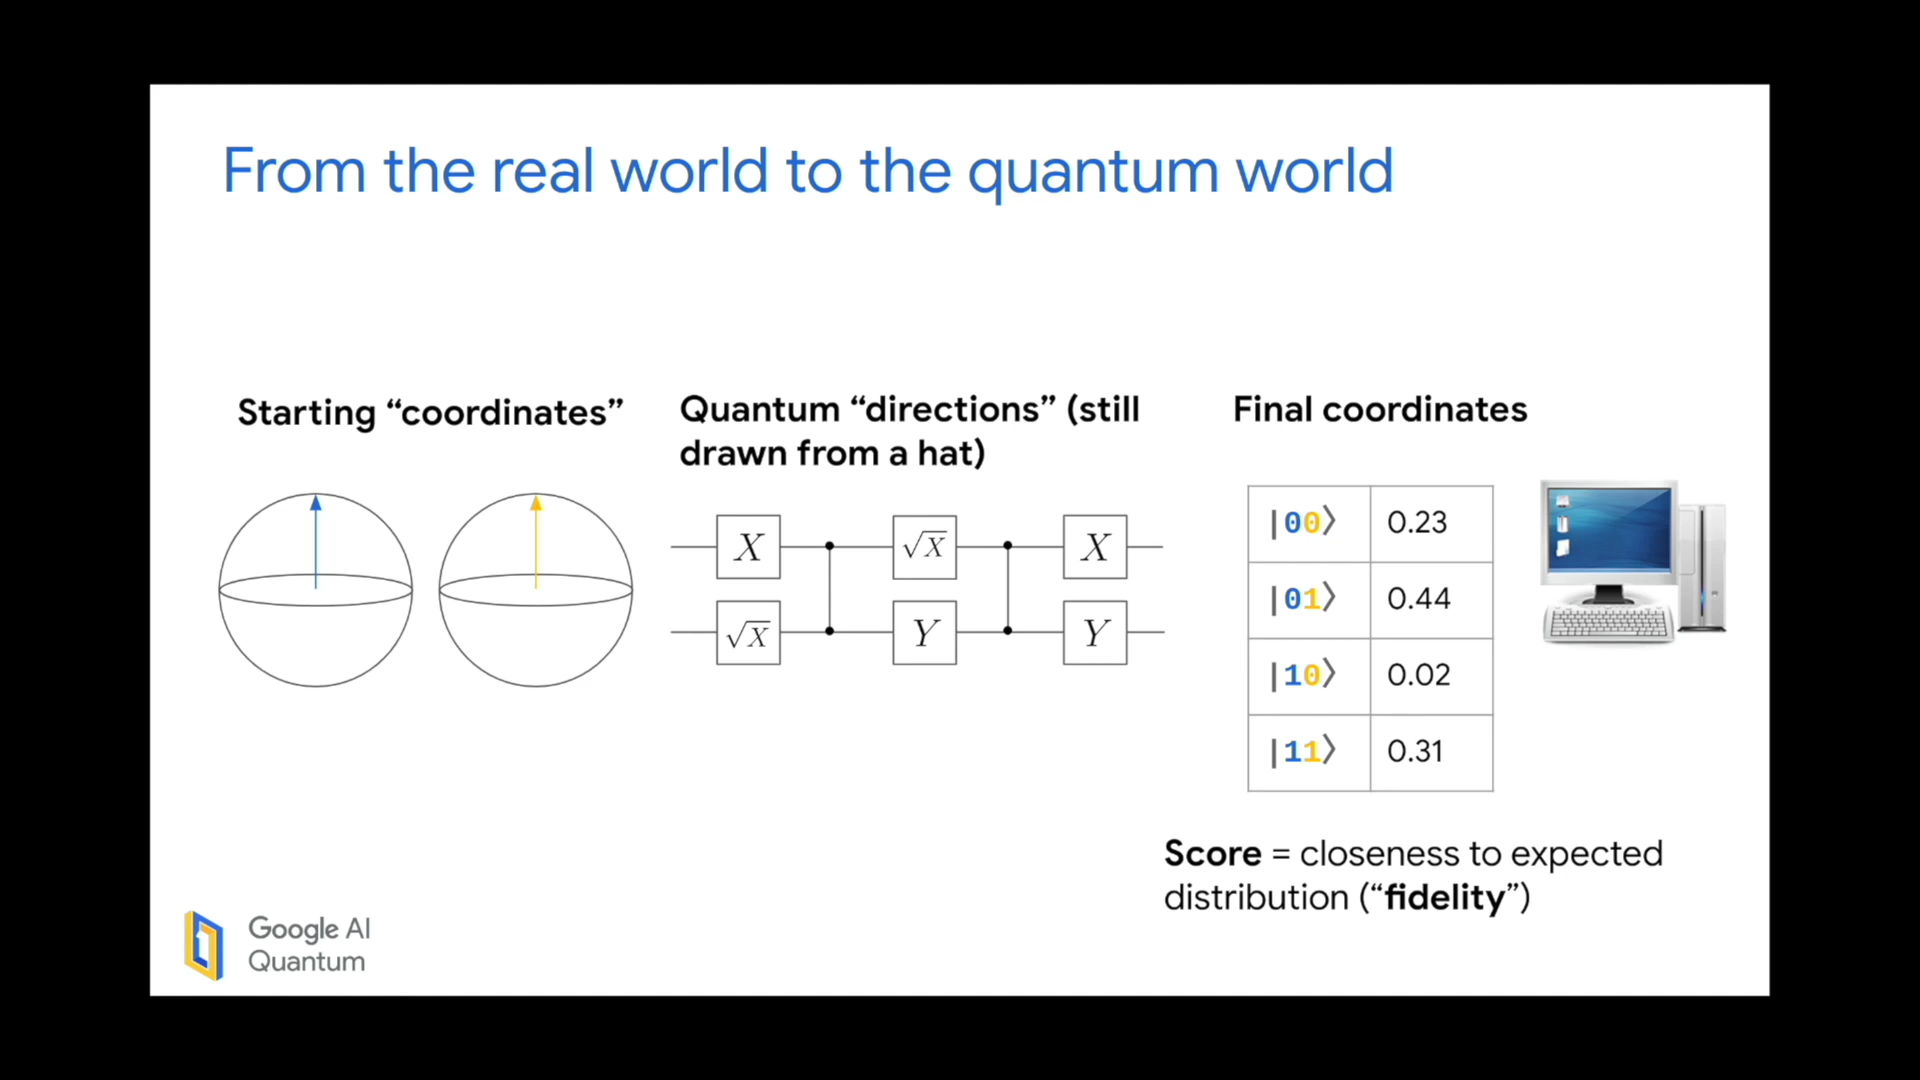 From the real world to the quantum world
Starting “coordinates”
Quantum “directions” (still
drawn from a hat)
X
√X
X
√X
Y
Y
Final coordinates
|00⟩ 0.23
|01⟩ 0.44
|10⟩ 0.02
|11⟩ 0.31
Score = closeness to expected
distribution (“fidelity”)
Google AI
Quantum